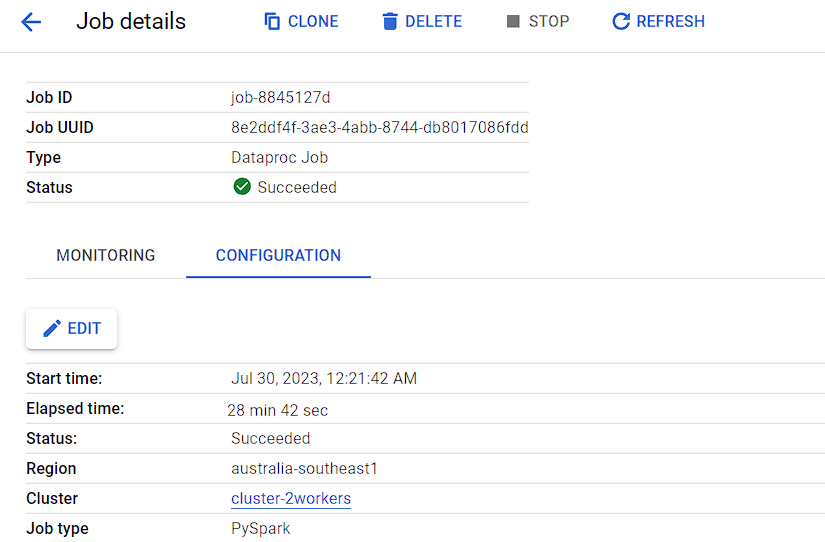 Job details CLONE DELETE STOP REFRESH
Job ID job-8845127d
Job UUID 8e2ddf4f-3ae3-4abb-8744-db8017086fdd
Type Dataproc Job
Status Succeeded
MONITORING CONFIGURATION
EDIT
Start time: Jul 30, 2023, 12:21:42 AM
Elapsed time: 28 min 42 sec
Status: Succeeded
Region australia-southeast1
Cluster cluster-2workers
Job type PySpark